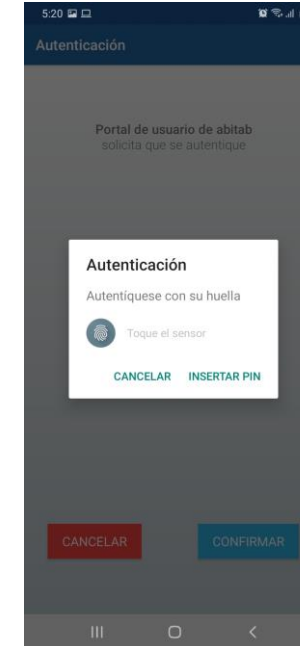 5:20
Autenticación
Portal de usuario de abitab
solicita que se autentique
Autenticación
Autentíquese con su huella
Toque el sensor
CANCELAR INSERTAR PIN
CANCELAR CONFIRMAR